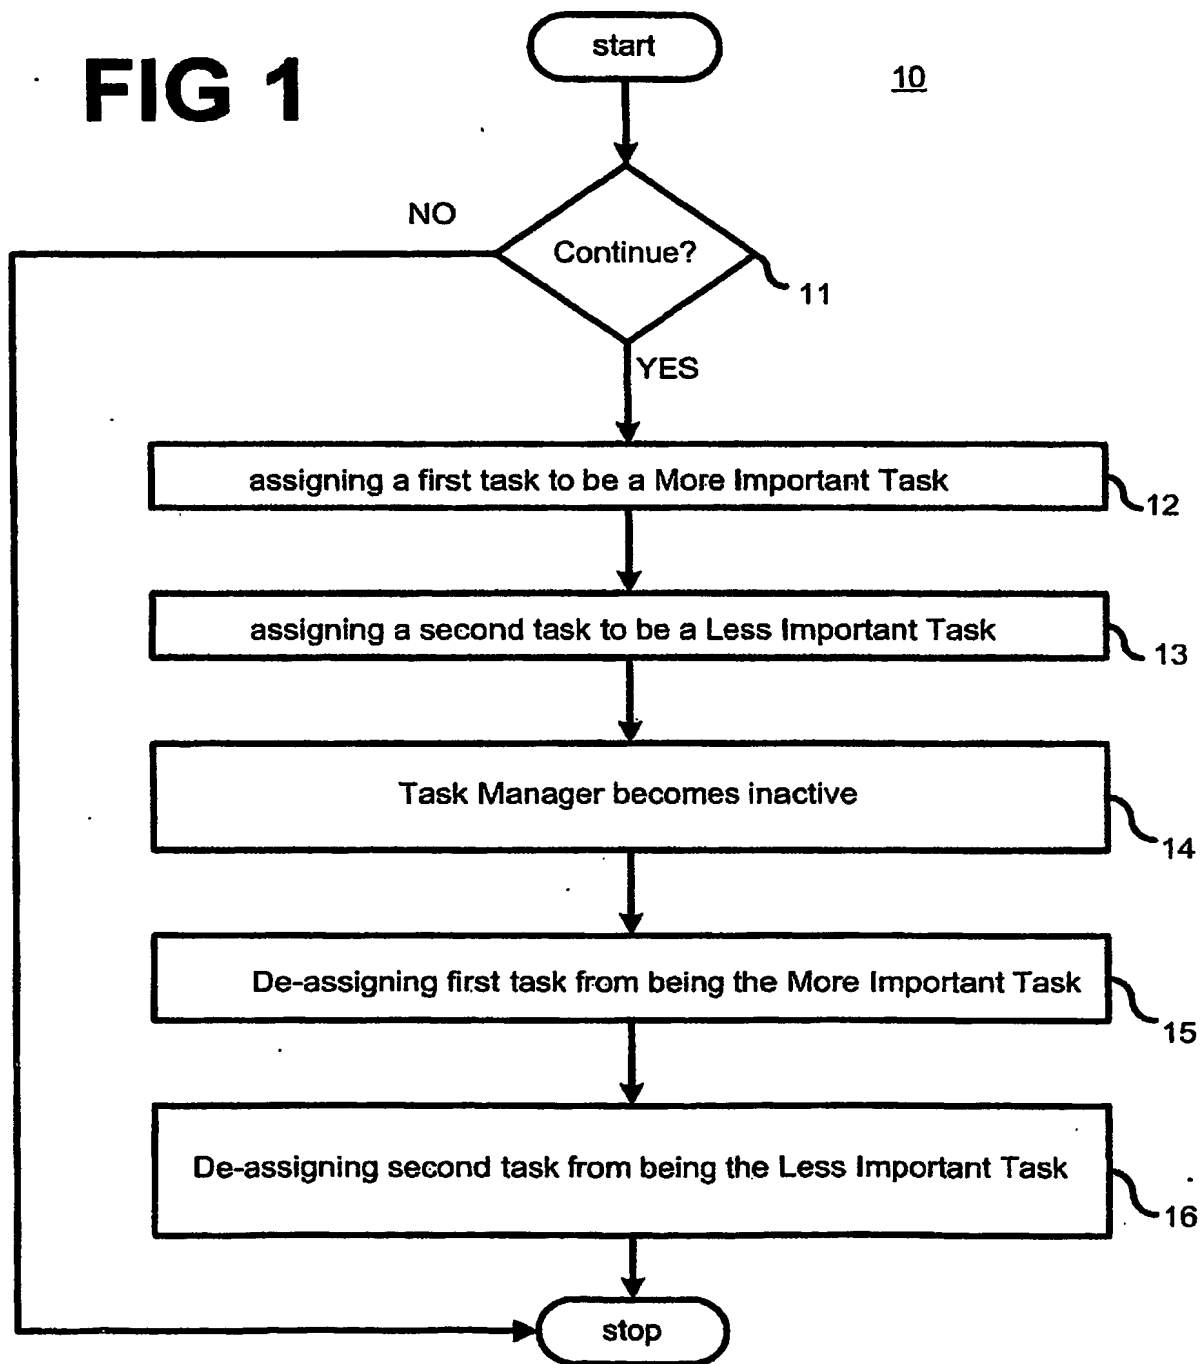 FIG 1
start
10
NO
Continue?
11
YES
assigning a first task to be a More Important Task
12
assigning a second task to be a Less Important Task
13
Task Manager becomes inactive
14
De-assigning first task from being the More Important Task
15
De-assigning second task from being the Less Important Task
16
stop